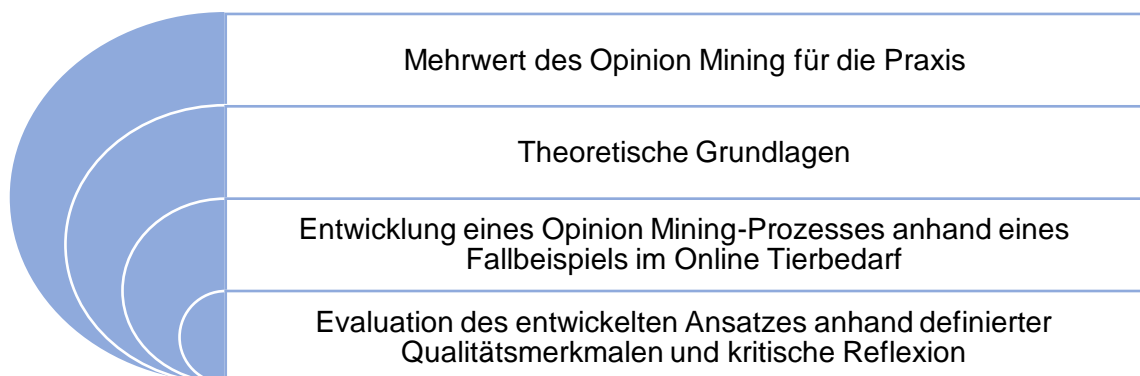 Mehrwert des Opinion Mining für die Praxis
Theoretische Grundlagen
Entwicklung eines Opinion Mining-Prozesses anhand eines
Fallbeispiels im Online Tierbedarf
Evaluation des entwickelten Ansatzes anhand definierter
Qualitätsmerkmalen und kritische Reflexion